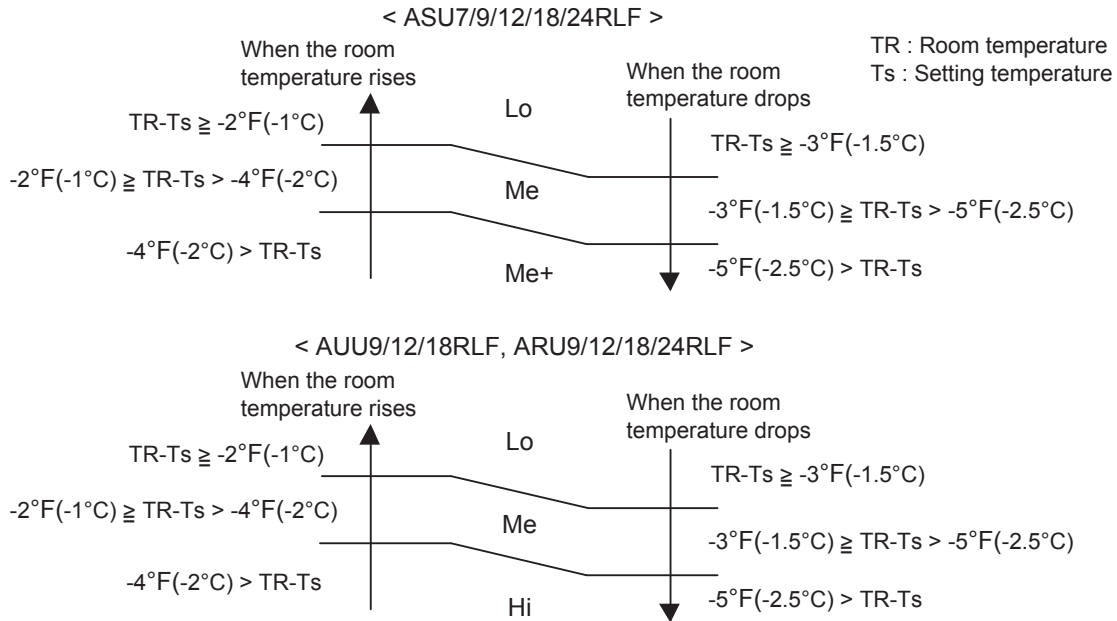 < ASU7/9/12/18/24RLF >
TR : Room temperature
Ts : Setting temperature
When the room
temperature rises
When the room
temperature drops
Lo
TR-Ts ≧ -2°F(-1°C)
TR-Ts ≧ -3°F(-1.5°C)
-2°F(-1°C) ≧ TR-Ts > -4°F(-2°C)
Me
-3°F(-1.5°C) ≧ TR-Ts > -5°F(-2.5°C)
-4°F(-2°C) > TR-Ts
Me+
-5°F(-2.5°C) > TR-Ts
< AUU9/12/18RLF, ARU9/12/18/24RLF >
When the room
temperature rises
When the room
temperature drops
Lo
TR-Ts ≧ -2°F(-1°C)
TR-Ts ≧ -3°F(-1.5°C)
-2°F(-1°C) ≧ TR-Ts > -4°F(-2°C)
Me
-3°F(-1.5°C) ≧ TR-Ts > -5°F(-2.5°C)
-4°F(-2°C) > TR-Ts
Hi
-5°F(-2.5°C) > TR-Ts